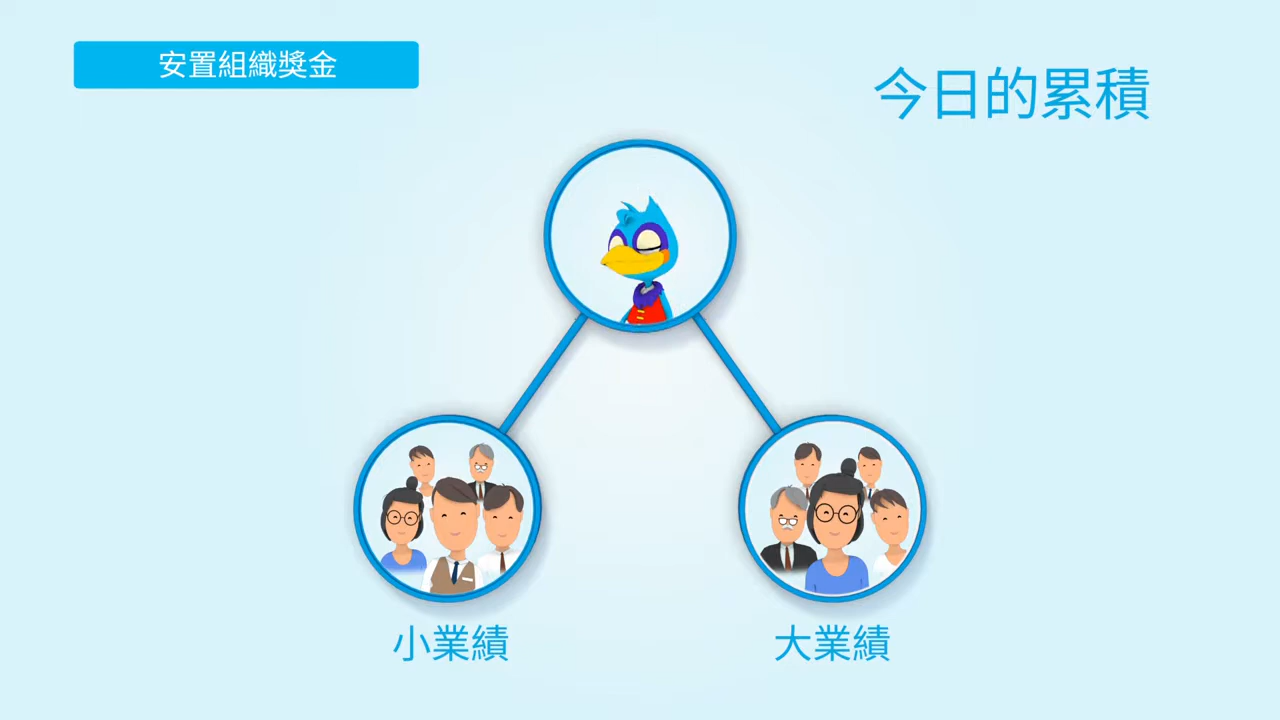 安置組織獎金
今日的累積
小業績
大業績